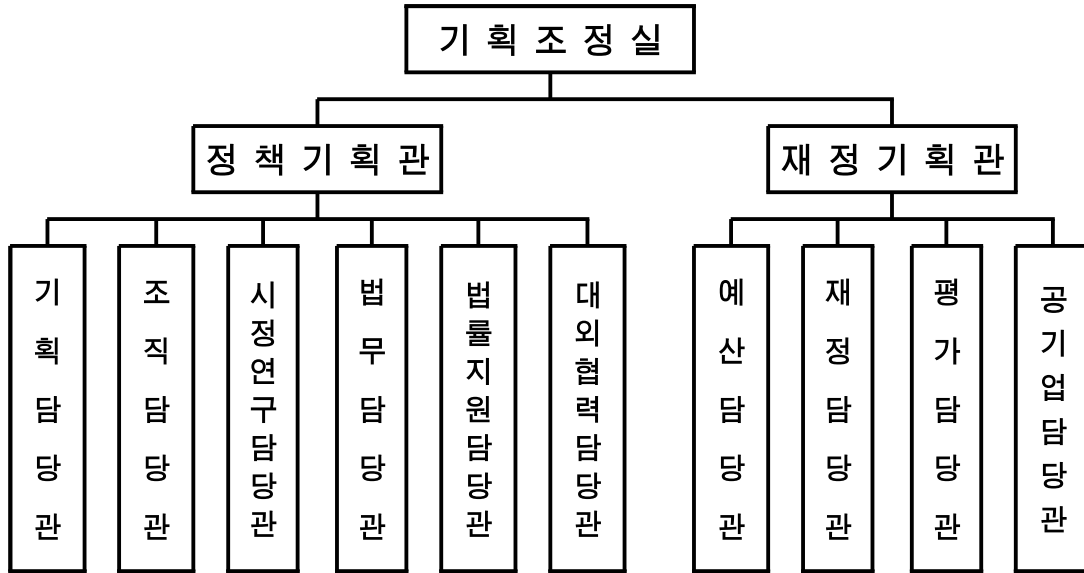 기획조정실
정책기획관
재정기획관
기획담당관
조직담당관
시정연구담당관
법무담당관
법률지원담당관
대외협력담당관
예산담당관
재정담당관
평가담당관
공기업담당관